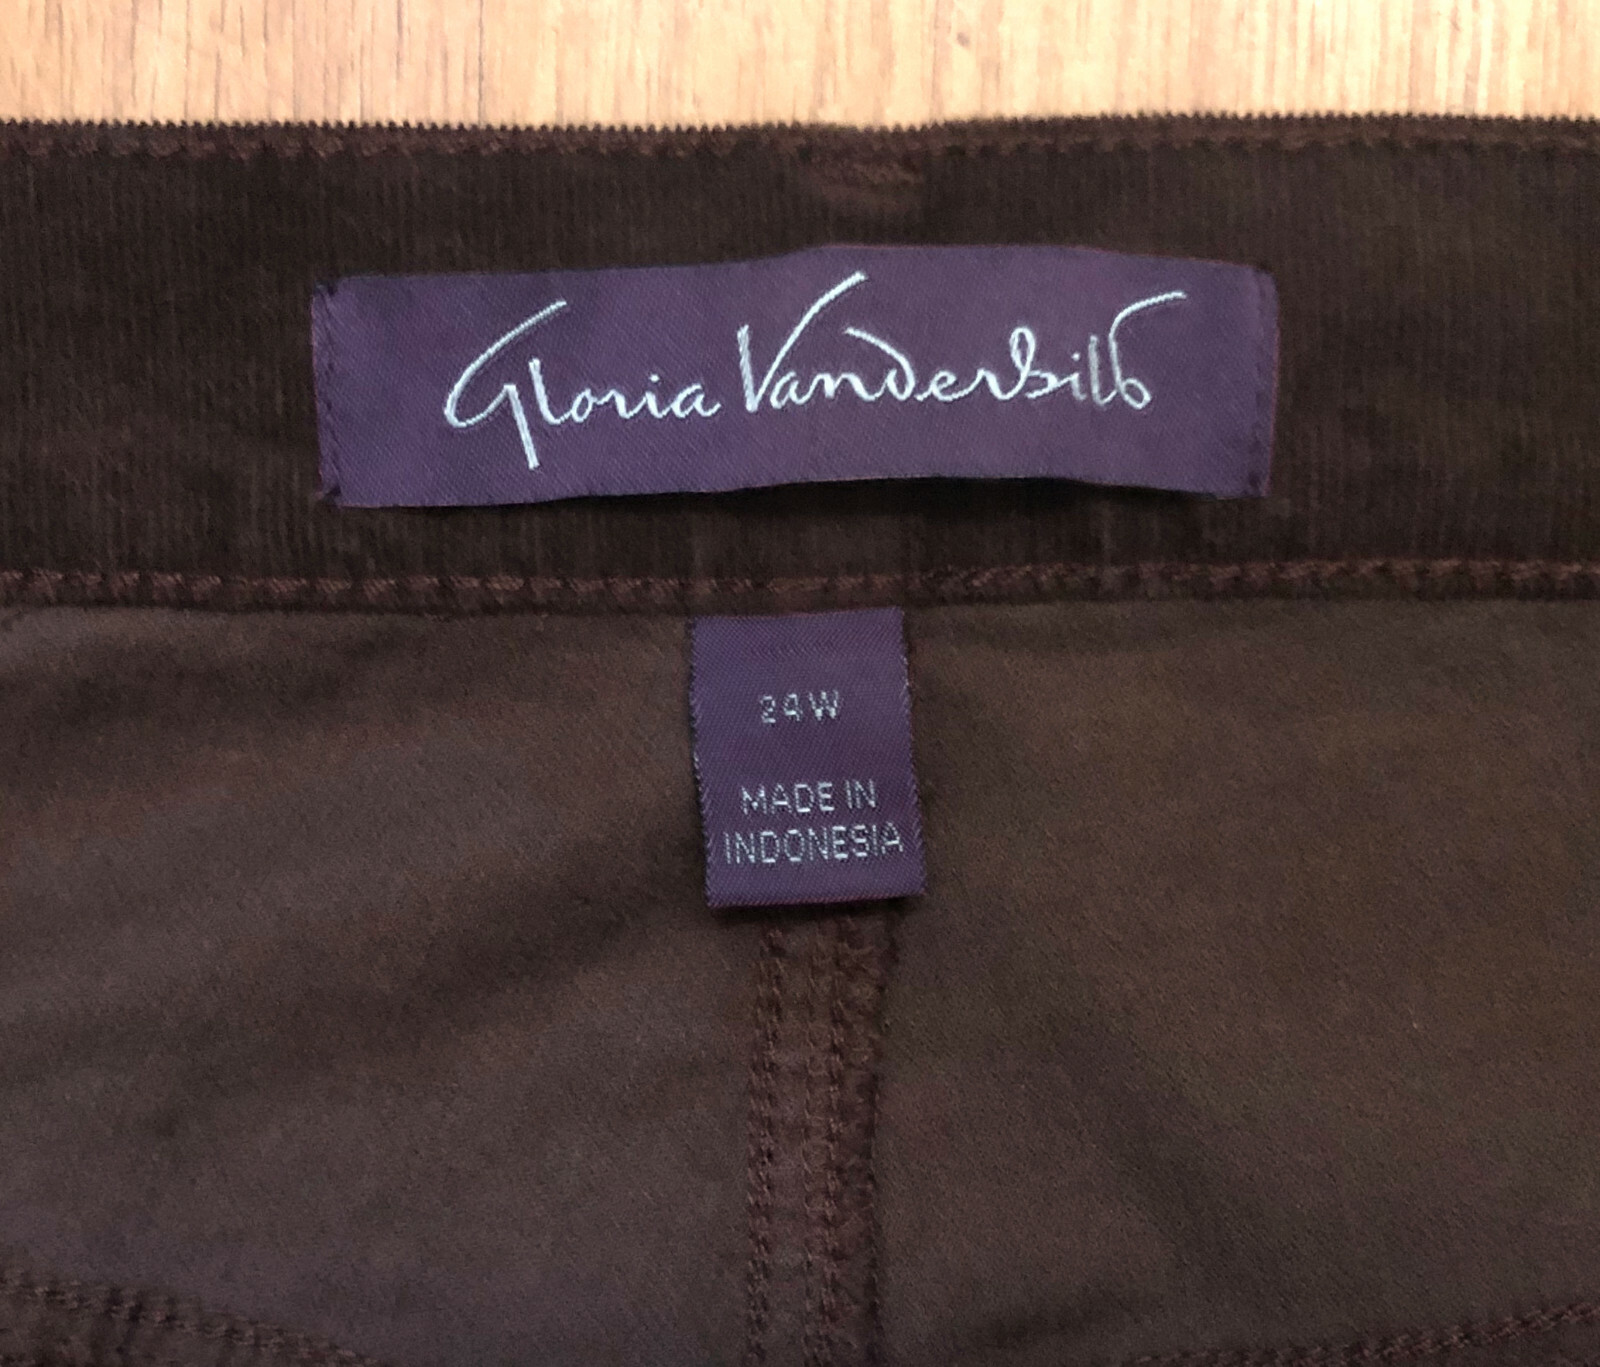 Gloria Vanderbilt
24W
MADE IN
INDONESIA